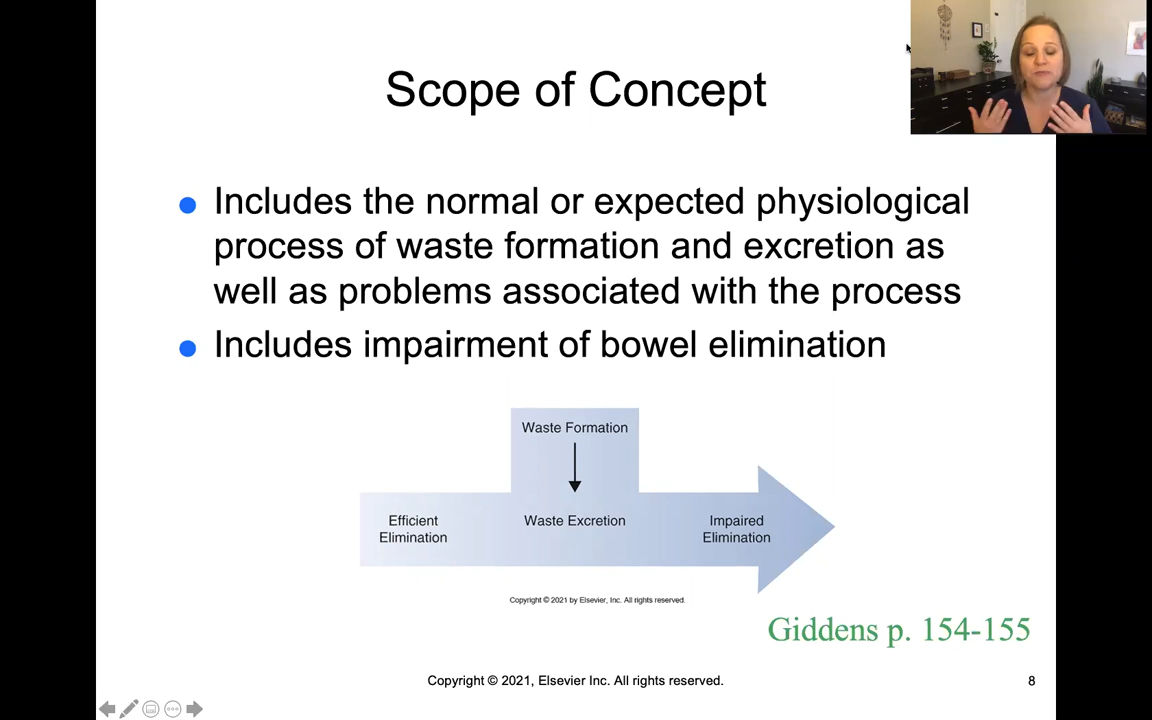 Scope of Concept
Includes the normal or expected physiological
process of waste formation and excretion as
well as problems associated with the process
Includes impairment of bowel elimination
Waste Formation
Efficient
Elimination
Waste Excretion
Impaired
Elimination
Copyright © 2021 by Elsevier, Inc. All rights reserved.
Giddens p. 154-155
Copyright © 2021, Elsevier Inc. All rights reserved.
8